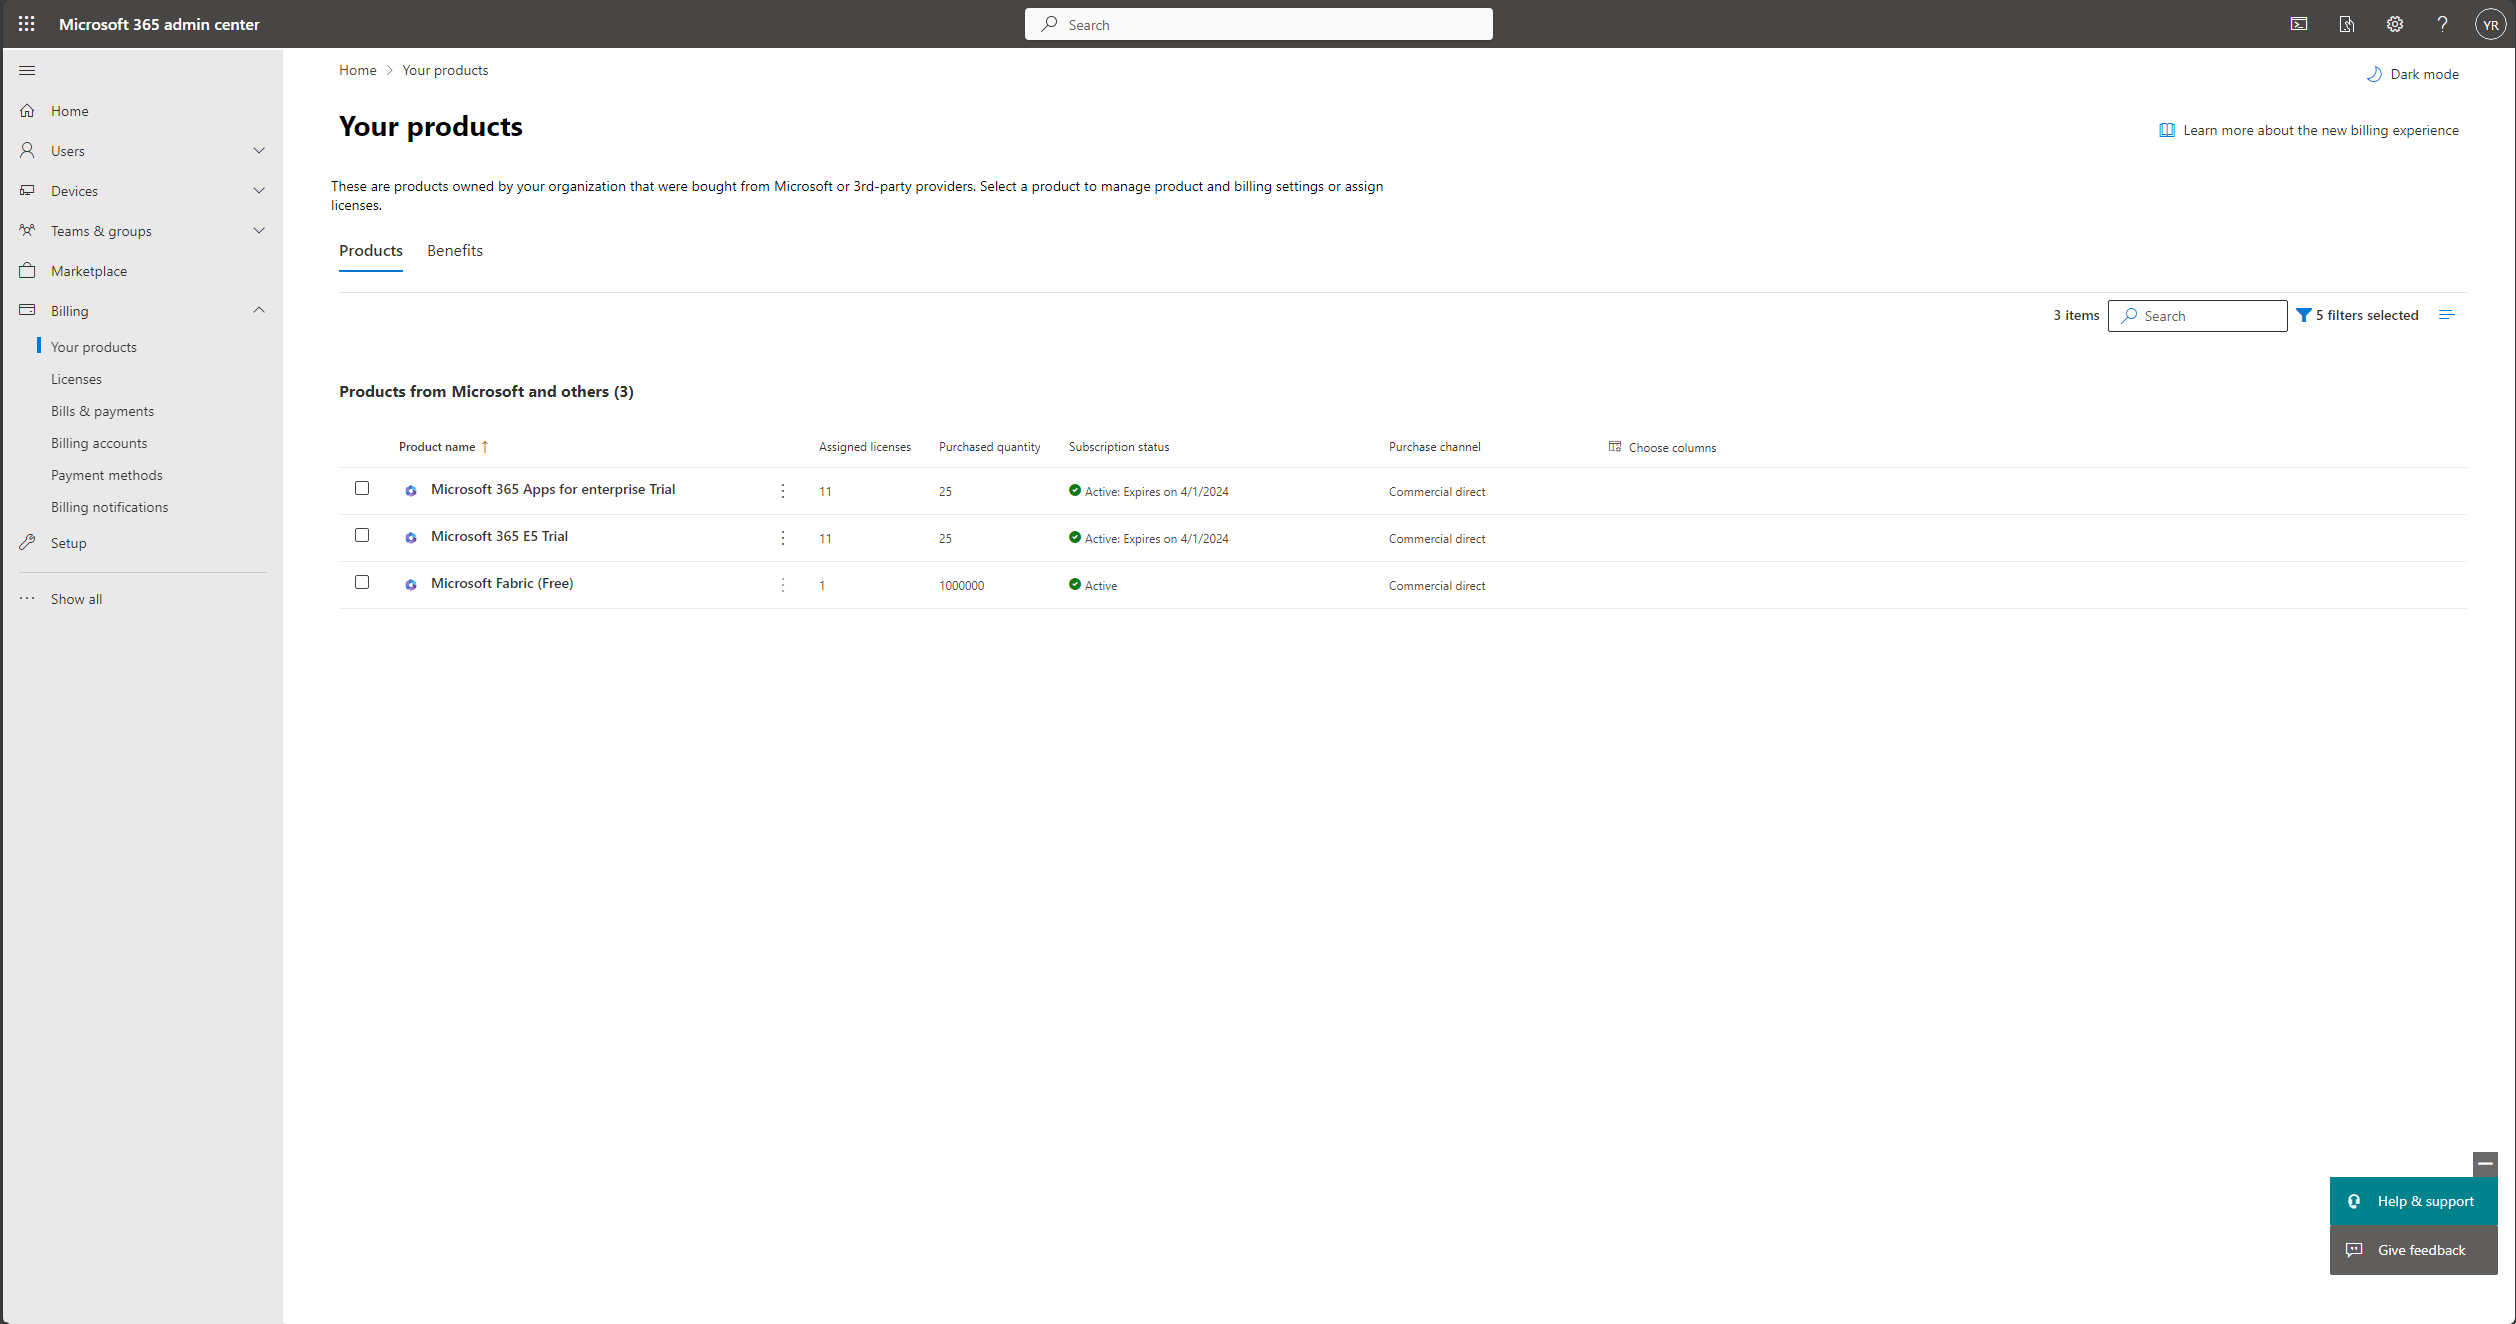 Microsoft 365 admin center
Search
YR
Home
Users
Devices
Teams & groups
Marketplace
Billing
Your products
Licenses
Bills & payments
Billing accounts
Payment methods
Billing notifications
Setup
Show all
Home > Your products
Dark mode
Your products
Learn more about the new billing experience
These are products owned by your organization that were bought from Microsoft or 3rd-party providers. Select a product to manage product and billing settings or assign
licenses.
Products Benefits
3 items Search 5 filters selected
Products from Microsoft and others (3)
Product name ↑ Assigned licenses Purchased quantity Subscription status Purchase channel Choose columns
Microsoft 365 Apps for enterprise Trial 11 25 Active: Expires on 4/1/2024 Commercial direct
Microsoft 365 E5 Trial 11 25 Active: Expires on 4/1/2024 Commercial direct
Microsoft Fabric (Free) 1 1000000 Active Commercial direct
Help & support
Give feedback